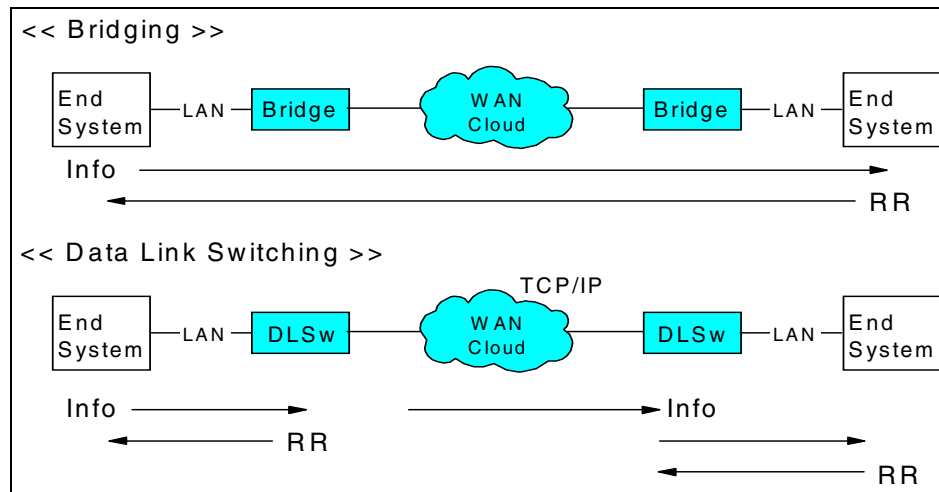 << Bridging >>
End
System
LAN
Bridge
WAN
Cloud
Bridge
LAN
End
System
Info
RR
<< Data Link Switching >>
TCP/IP
End
System
LAN
DLSw
WAN
Cloud
DLSw
LAN
End
System
Info
Info
RR
RR